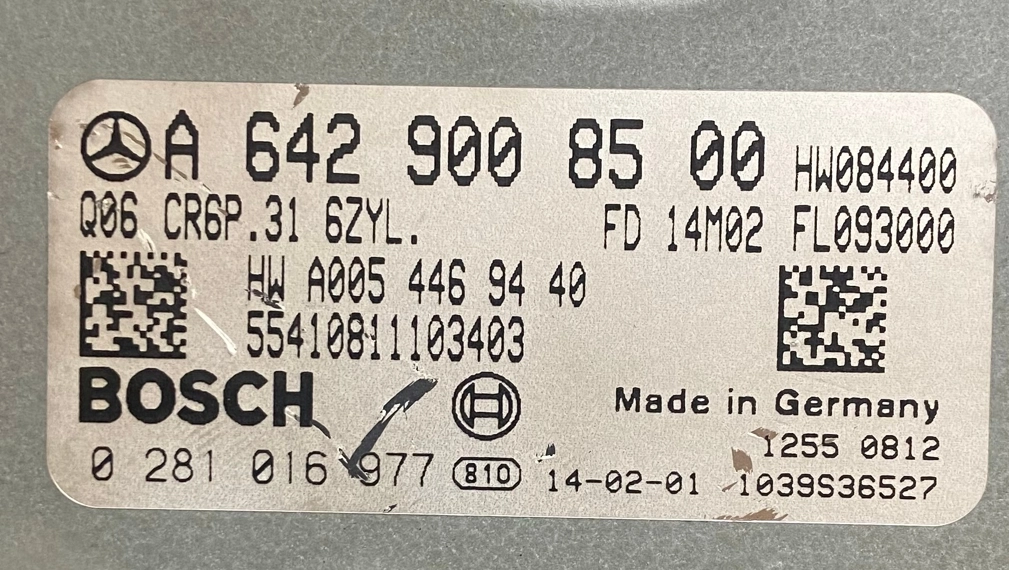 A 642 900 85 00 HW084400
Q06 CR6P.31 6ZYL. FD 14M02 FL093000
HW A005 446 94 40
55410811103403
BOSCH
Made in Germany
1255 0812
0 281 016 977 810 14-02-01 1039S36527